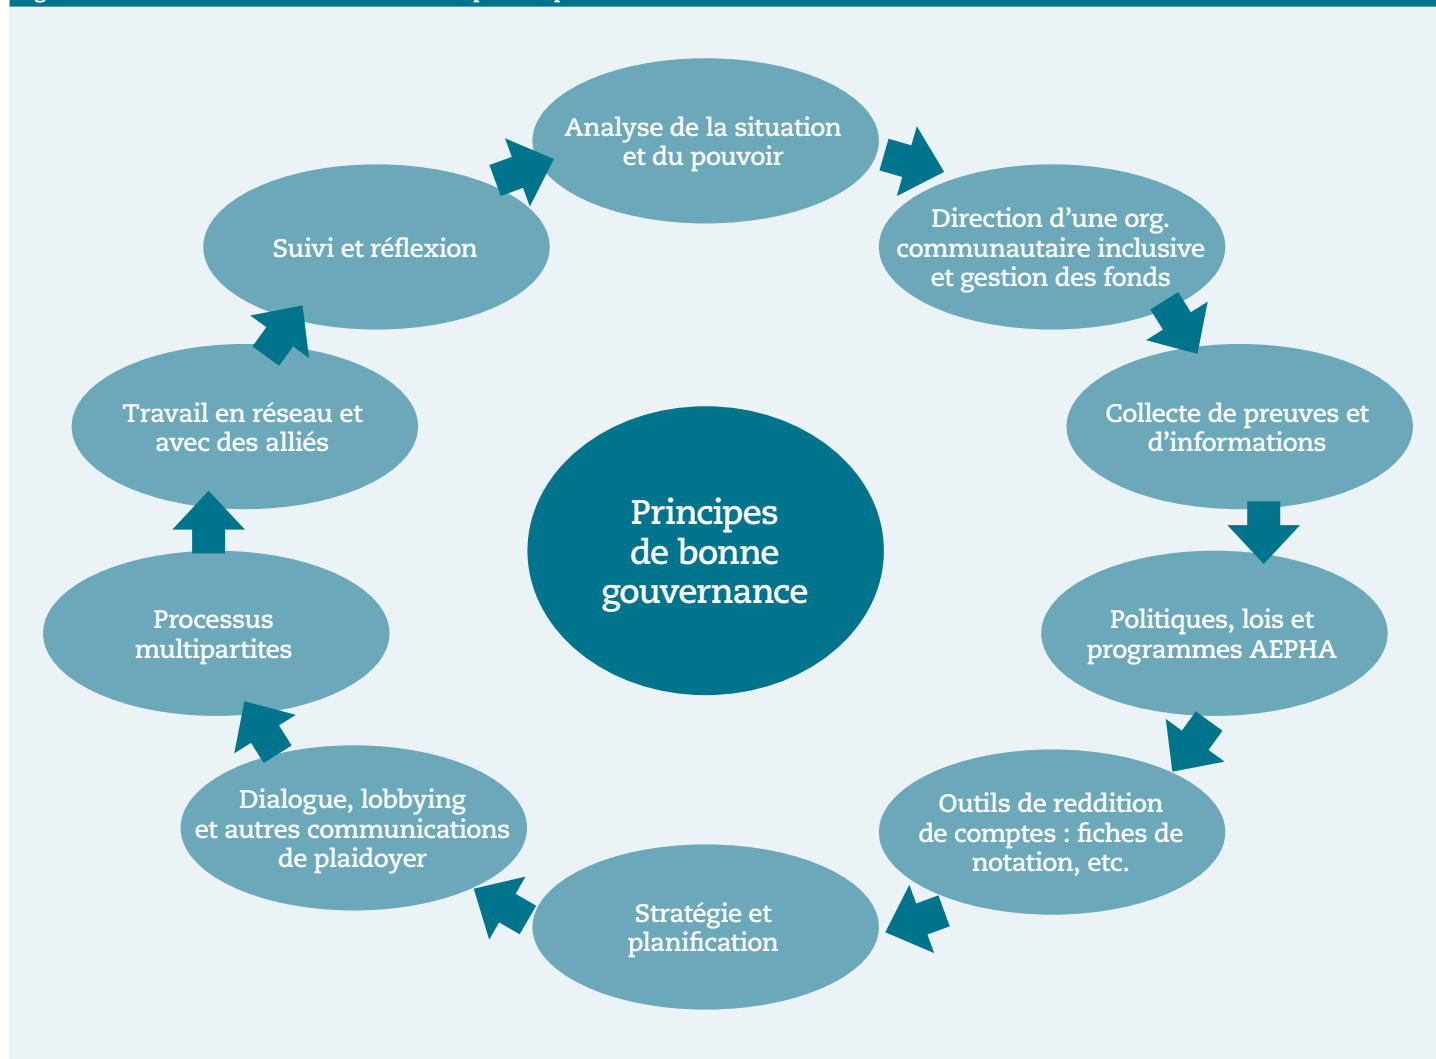 Analyse de la situation
et du pouvoir
Direction d’une org.
communautaire inclusive
et gestion des fonds
Collecte de preuves et
d’informations
Politiques, lois et
programmes AEPHA
Outils de reddition
de comptes : fiches de
notation, etc.
Stratégie et
planification
Dialogue, lobbying
et autres communications
de plaidoyer
Processus
multipartites
Travail en réseau et
avec des alliés
Suivi et réflexion
Principes
de bonne
gouvernance